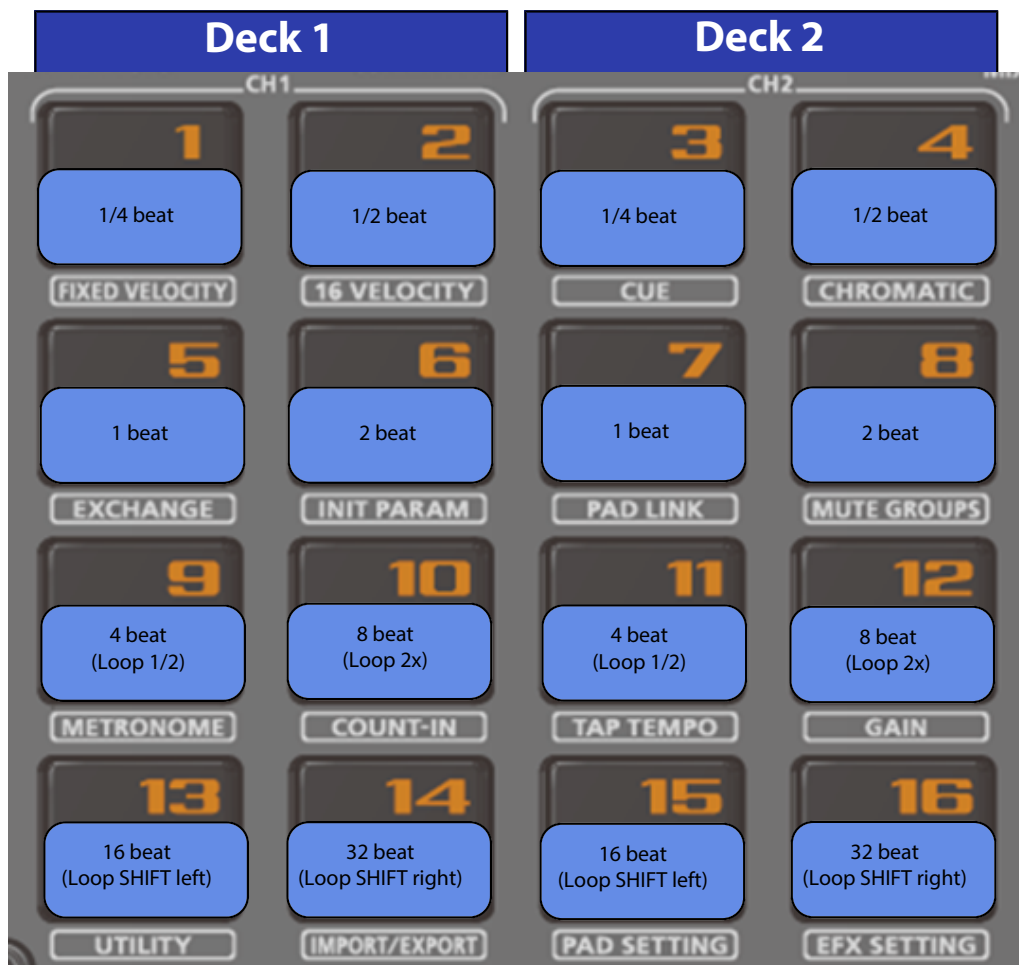 Deck 1 Deck 2
CH1 CH2
1 2 3 4
1/4 beat 1/2 beat 1/4 beat 1/2 beat
FIXED VELOCITY 16 VELOCITY CUE CHROMATIC
5 6 7 8
1 beat 2 beat 1 beat 2 beat
EXCHANGE INIT PARAM PAD LINK MUTE GROUPS
9 10 11 12
4 beat 8 beat 4 beat 8 beat
(Loop 1/2) (Loop 2x) (Loop 1/2) (Loop 2x)
METRONOME COUNT-IN TAP TEMPO GAIN
13 14 15 16
16 beat 32 beat 16 beat 32 beat
(Loop SHIFT left) (Loop SHIFT right) (Loop SHIFT left) (Loop SHIFT right)
UTILITY IMPORT/EXPORT PAD SETTING EFX SETTING